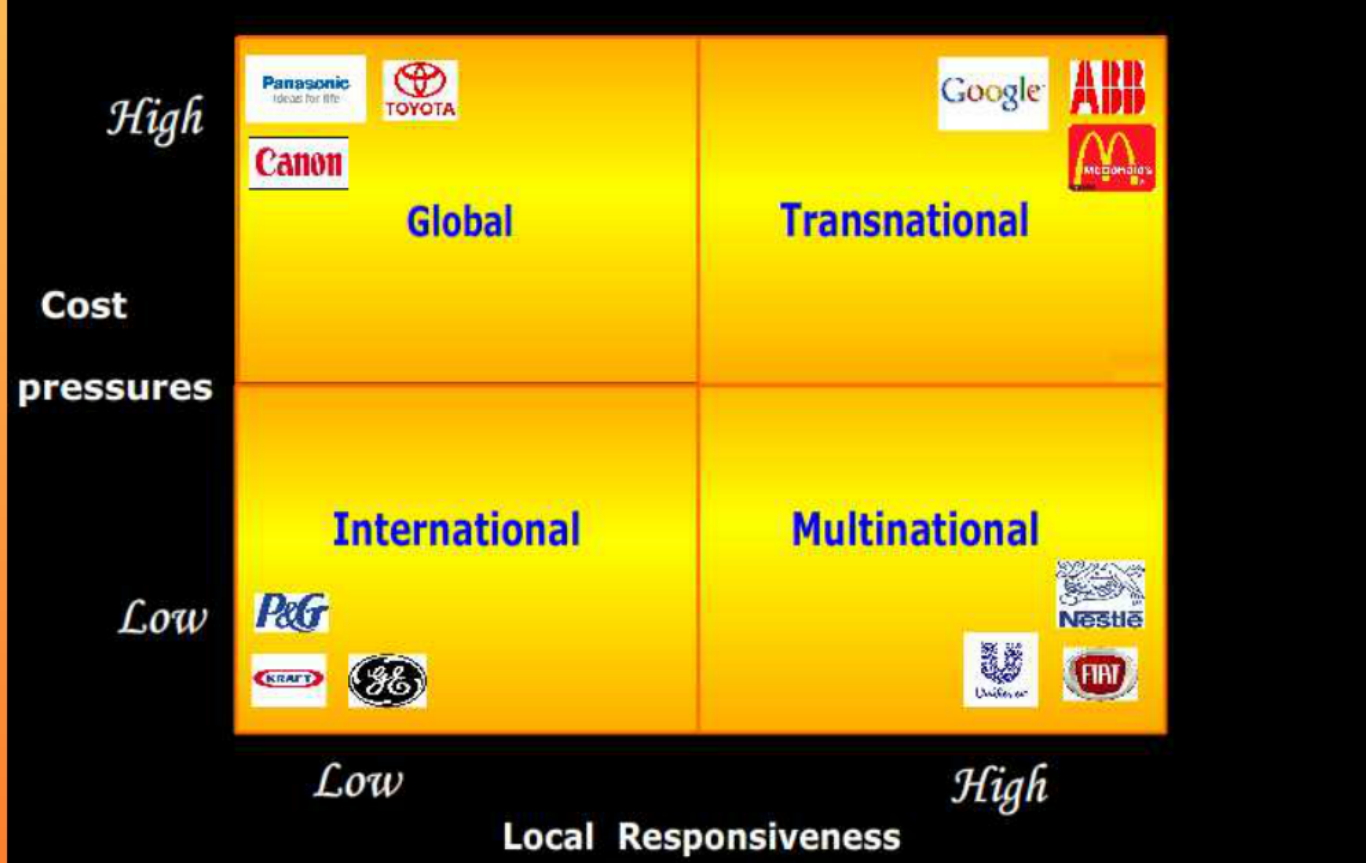 Panasonic
ideas for life
TOYOTA
Google
ABB
High
Canon
McDonald's
Global
Transnational
Cost
pressures
International
Multinational
Low
P&G
Nestlé
KRAFT
GE
Unilever
FIAT
Low
High
Local Responsiveness